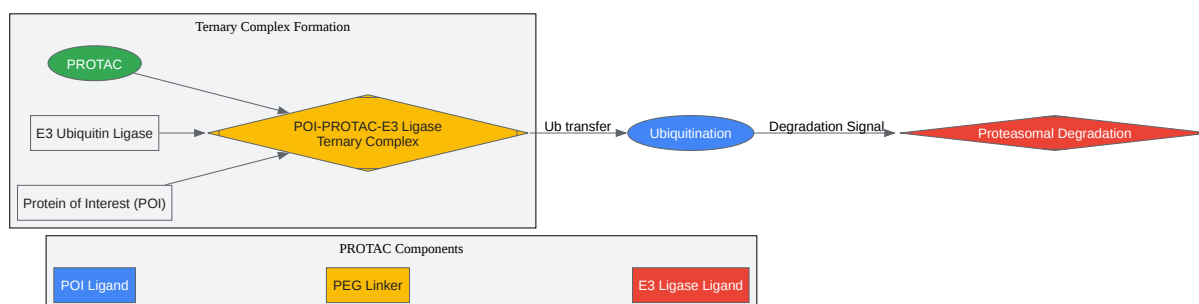 Ternary Complex Formation
PROTAC
E3 Ubiquitin Ligase
Protein of Interest (POI)
POI-PROTAC-E3 Ligase
Ternary Complex
Ub transfer
Ubiquitination
Degradation Signal
Proteasomal Degradation
PROTAC Components
POI Ligand
PEG Linker
E3 Ligase Ligand